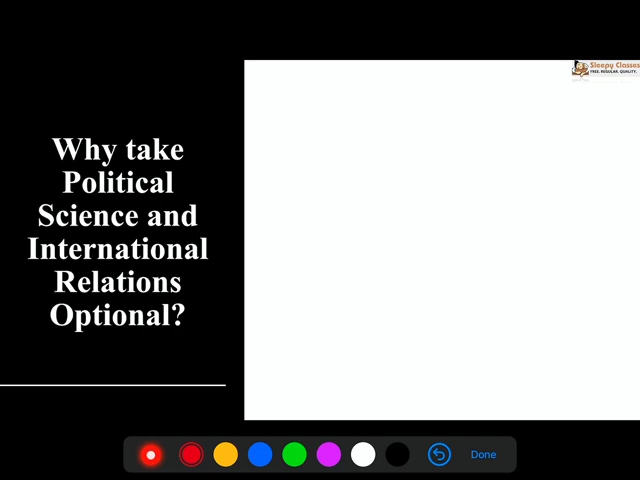 Sleepy Classes
FREE. REGULAR. QUALITY.
Why take
Political
Science and
International
Relations
Optional?
Done